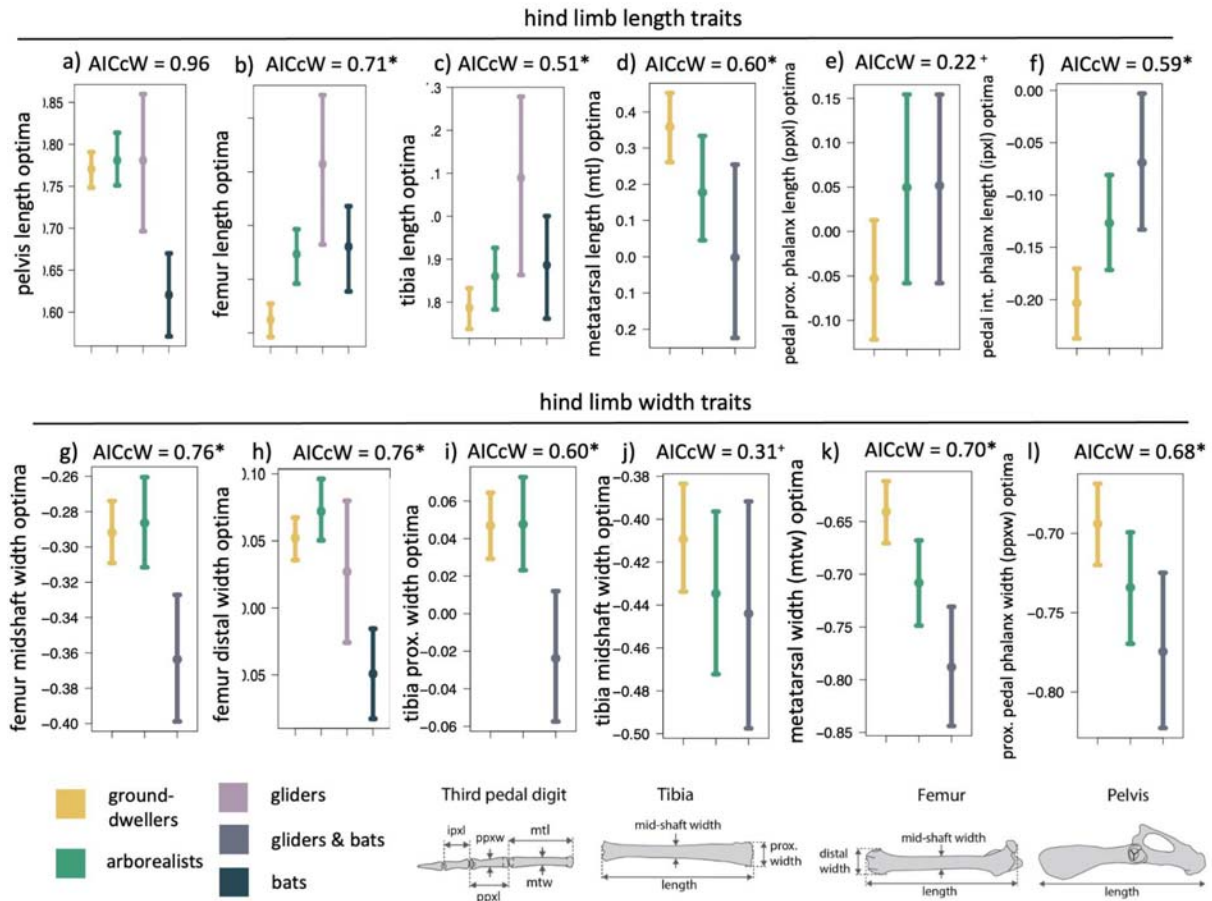 hind limb length traits
a) AICcW = 0.96
b) AICcW = 0.71*
c) AICcW = 0.51*
d) AICcW = 0.60*
e) AICcW = 0.22 +
f) AICcW = 0.59*
pelvis length optima
).85
).80
).75
).70
).65
).60
femur length optima
tibia length optima
.3
.2
.1
.0
).9
).8
metatarsal length (mtl) optima
0.4
0.3
0.2
0.1
0.0
0.1
0.2
pedal prox. phalanx length (ppxl) optima
0.15
0.10
0.05
0.00
−0.05
−0.10
pedal int. phalanx length (ipxl) optima
0.00
−0.05
−0.10
−0.15
−0.20
hind limb width traits
g) AICcW = 0.76*
h) AICcW = 0.76*
i) AICcW = 0.60*
j) AICcW = 0.31+
k) AICcW = 0.70*
l) AICcW = 0.68*
femur midshaft width optima
−0.26
−0.28
−0.30
−0.32
−0.34
−0.36
−0.38
−0.40
femur distal width optima
0.10
0.05
0.00
).05
tibia prox. width optima
0.08
0.06
0.04
0.02
0.00
−0.02
−0.04
−0.06
tibia midshaft width optima
−0.38
−0.40
−0.42
−0.44
−0.46
−0.48
−0.50
metatarsal width (mtw) optima
−0.65
−0.70
−0.75
−0.80
−0.85
prox. pedal phalanx width (ppxw) optima
−0.70
−0.75
−0.80
ground-
dwellers
arborealists
gliders
gliders & bats
bats
Third pedal digit
ipxl
ppxw
mtl
ppxl
mtw
Tibia
mid-shaft width
prox.
width
length
Femur
distal
width
mid-shaft width
length
Pelvis
length